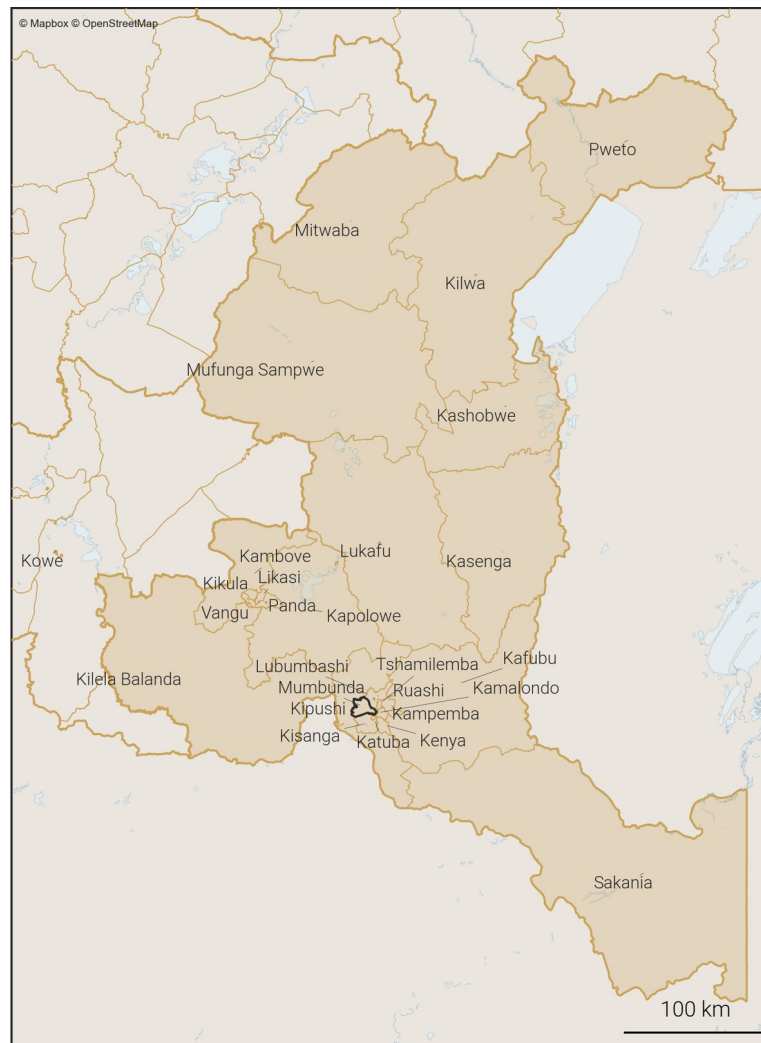 © Mapbox © OpenStreetMap
Pweto
Mitwaba
Kilwa
Mufunga Sampwe
Kashobwe
Lukafu
Kambove
Kowe
Kasenga
Likasi
Kikula
Panda
Vangu
Kapolowe
Kafubu
Tshamilemba
Lubumbashi
Kilela Balanda
Mumbunda
Ruashi
Kamalondo
Kipushi
Kampemba
Kisanga
Katuba
Kenya
Sakania
100 km